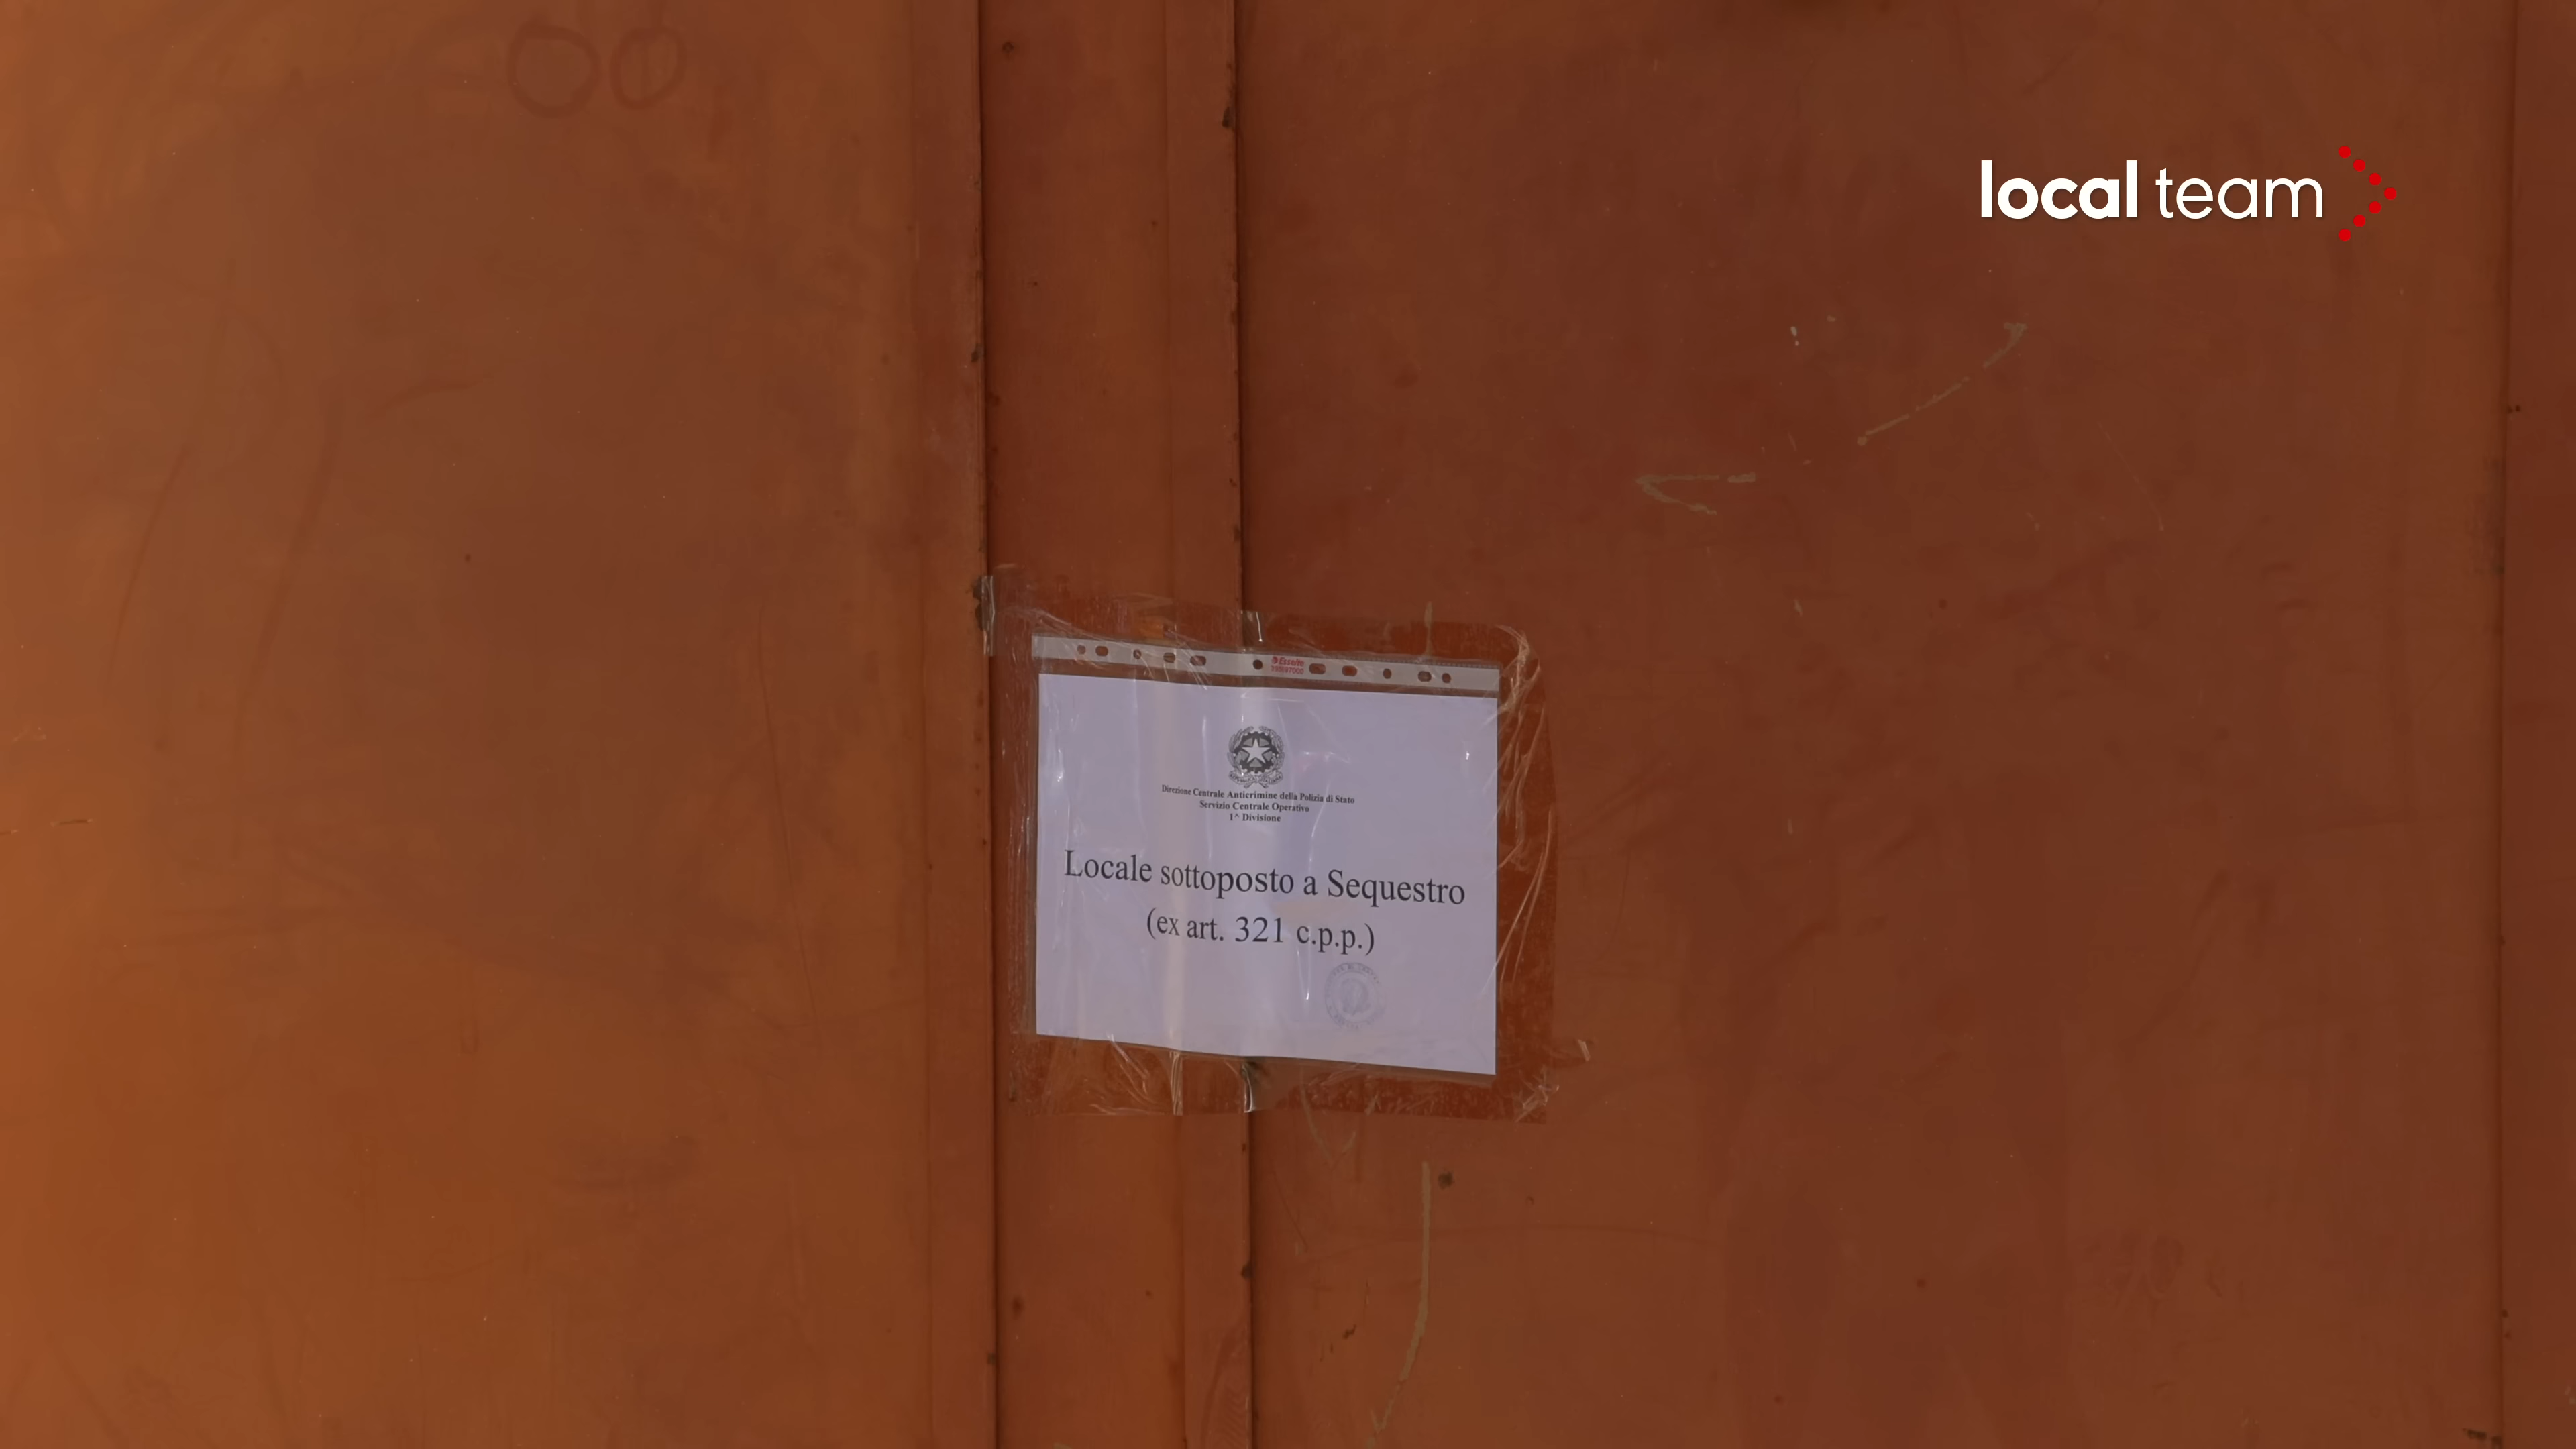 local team
Esselte
Direzione Centrale Anticrimine della Polizia di Stato
Servizio Centrale Operativo
1^ Divisione
Locale sottoposto a Sequestro
(ex art. 321 c.p.p.)